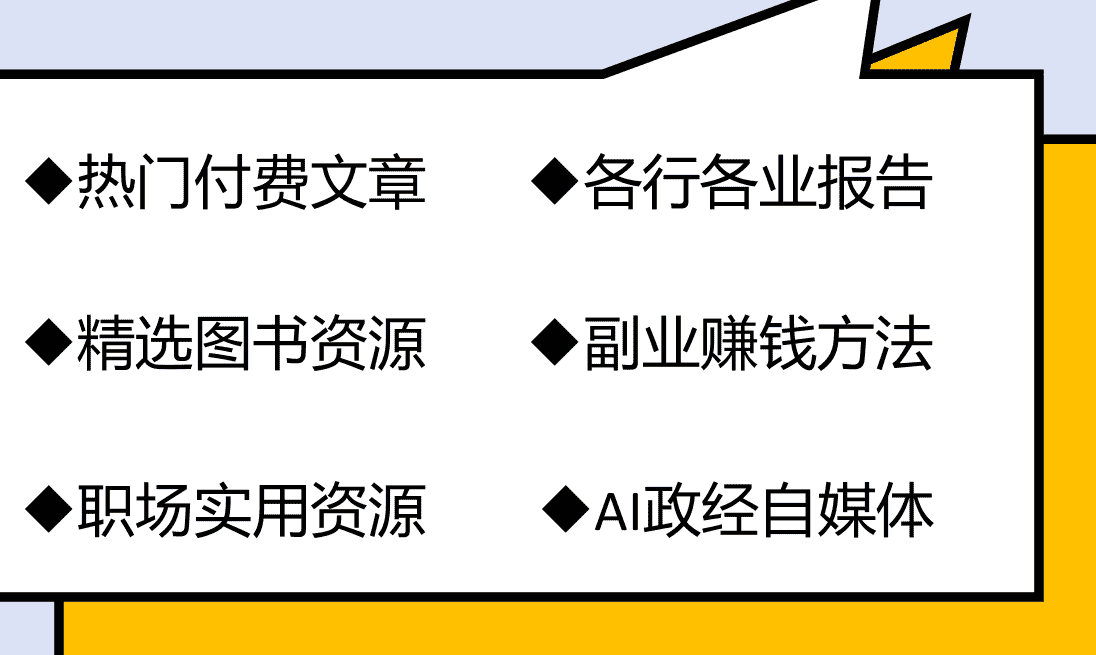 ◆热门付费文章 ◆各行各业报告
◆精选图书资源 ◆副业赚钱方法
◆职场实用资源 ◆AI政经自媒体